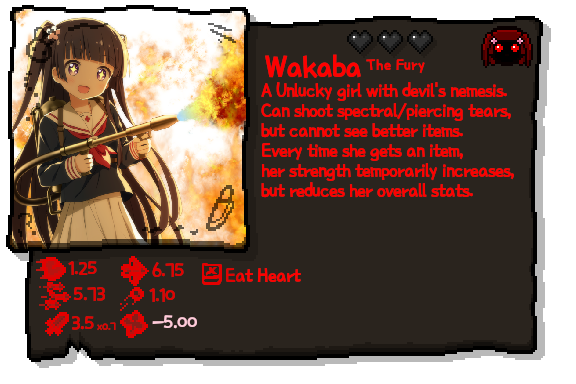 Wakaba The Fury
A Unlucky girl with devil's nemesis.
Can shoot spectral/piercing tears,
but cannot see better items.
Every time she gets an item,
her strength temporarily increases,
but reduces her overall stats.
1.25 6.75 Eat Heart
5.73 1.10
3.5 x0.7 -5.00